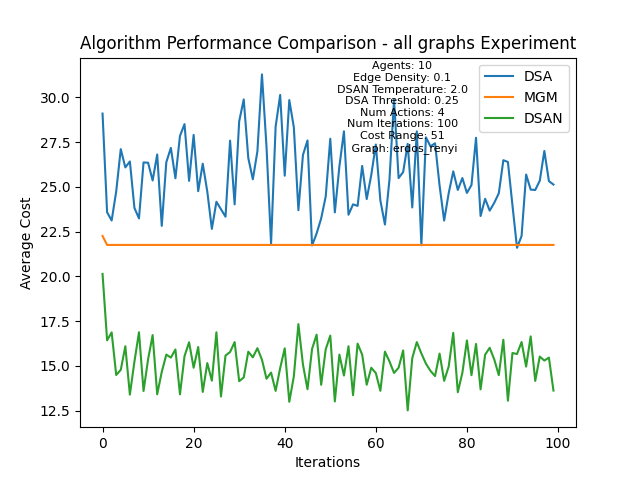 Algorithm Performance Comparison - all graphs Experiment
Agents: 10
Edge Density: 0.1
DSAN Temperature: 2.0
DSA Threshold: 0.25
Num Actions: 4
Num Iterations: 100
Cost Range: 51
Graph: erdos_renyi
DSA
MGM
DSAN
Average Cost
30.0
27.5
25.0
22.5
20.0
17.5
15.0
12.5
0
20
40
60
80
100
Iterations